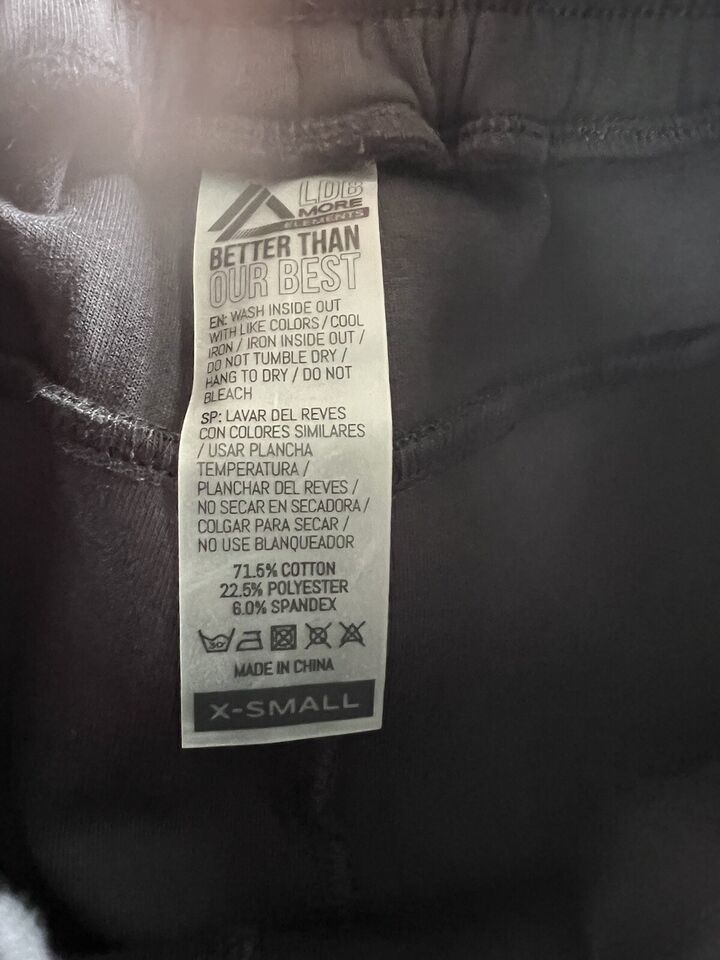 LDB
MORE
ELEMENTS
BETTER THAN
OUR BEST
EN: WASH INSIDE OUT
WITH LIKE COLORS / COOL
IRON / IRON INSIDE OUT /
DO NOT TUMBLE DRY /
HANG TO DRY / DO NOT
BLEACH
SP: LAVAR DEL REVES
CON COLORES SIMILARES
/ USAR PLANCHA
TEMPERATURA /
PLANCHAR DEL REVES /
NO SECAR EN SECADORA /
COLGAR PARA SECAR /
NO USE BLANQUEADOR
71.5% COTTON
22.5% POLYESTER
6.0% SPANDEX
30°
MADE IN CHINA
X-SMALL